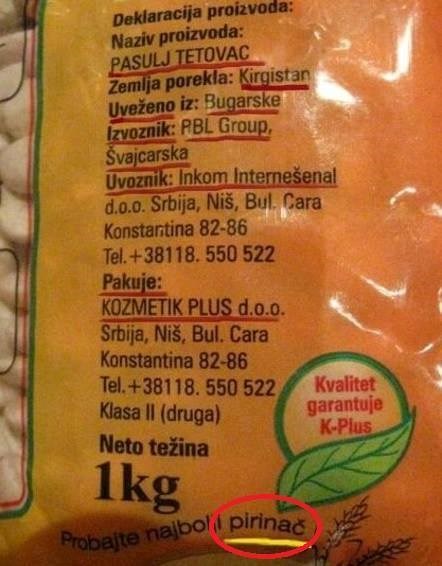 Deklaracija proizvoda:
Naziv proizvoda:
PASULJ TETOVAC
Zemlja porekla: Kirgistan
Uveženo iz: Bugarske
Izvoznik: RBL Group,
Švajcarska
Uvoznik: Inkom Internešenal
d.o.o. Srbija, Niš, Bul. Cara
Konstantina 82-86
Tel.+38118. 550 522
Pakuje:
KOZMETIK PLUS d.o.o.
Srbija, Niš, Bul. Cara
Konstantina 82-86
Tel.+38118. 550 522
Klasa II (druga)
Neto težina
1kg
Kvalitet
garantuje
K-Plus
Probajte najbolji pirinač